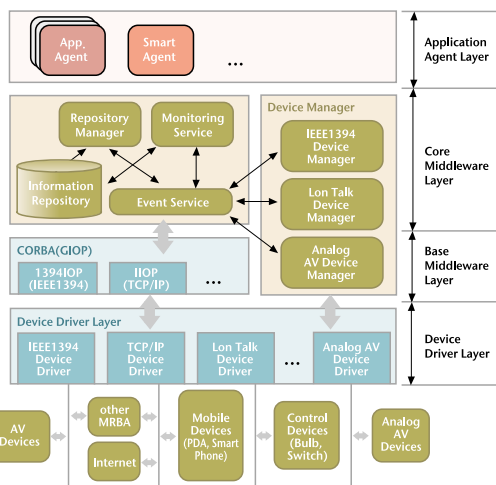 App,
Agent
Smart
Agent
...
Application
Agent Layer
Repository
Manager
Monitoring
Service
Information
Repository
Event Service
Device Manager
IEEE1394
Device
Manager
Lon Talk
Device
Manager
Analog
AV Device
Manager
Core
Middleware
Layer
CORBA(GIOP)
1394IOP
(IEEE1394)
IIOP
(TCP/IP)
...
Base
Middleware
Layer
Device Driver Layer
IEEE1394
Device
Driver
TCP/IP
Device
Driver
Lon Talk
Device
Driver
...
Analog AV
Device
Driver
Device
Driver Layer
AV
Devices
other
MRBA
Internet
Mobile
Devices
(PDA, Smart
Phone)
Control
Devices
(Bulb,
Switch)
Analog
AV
Devices